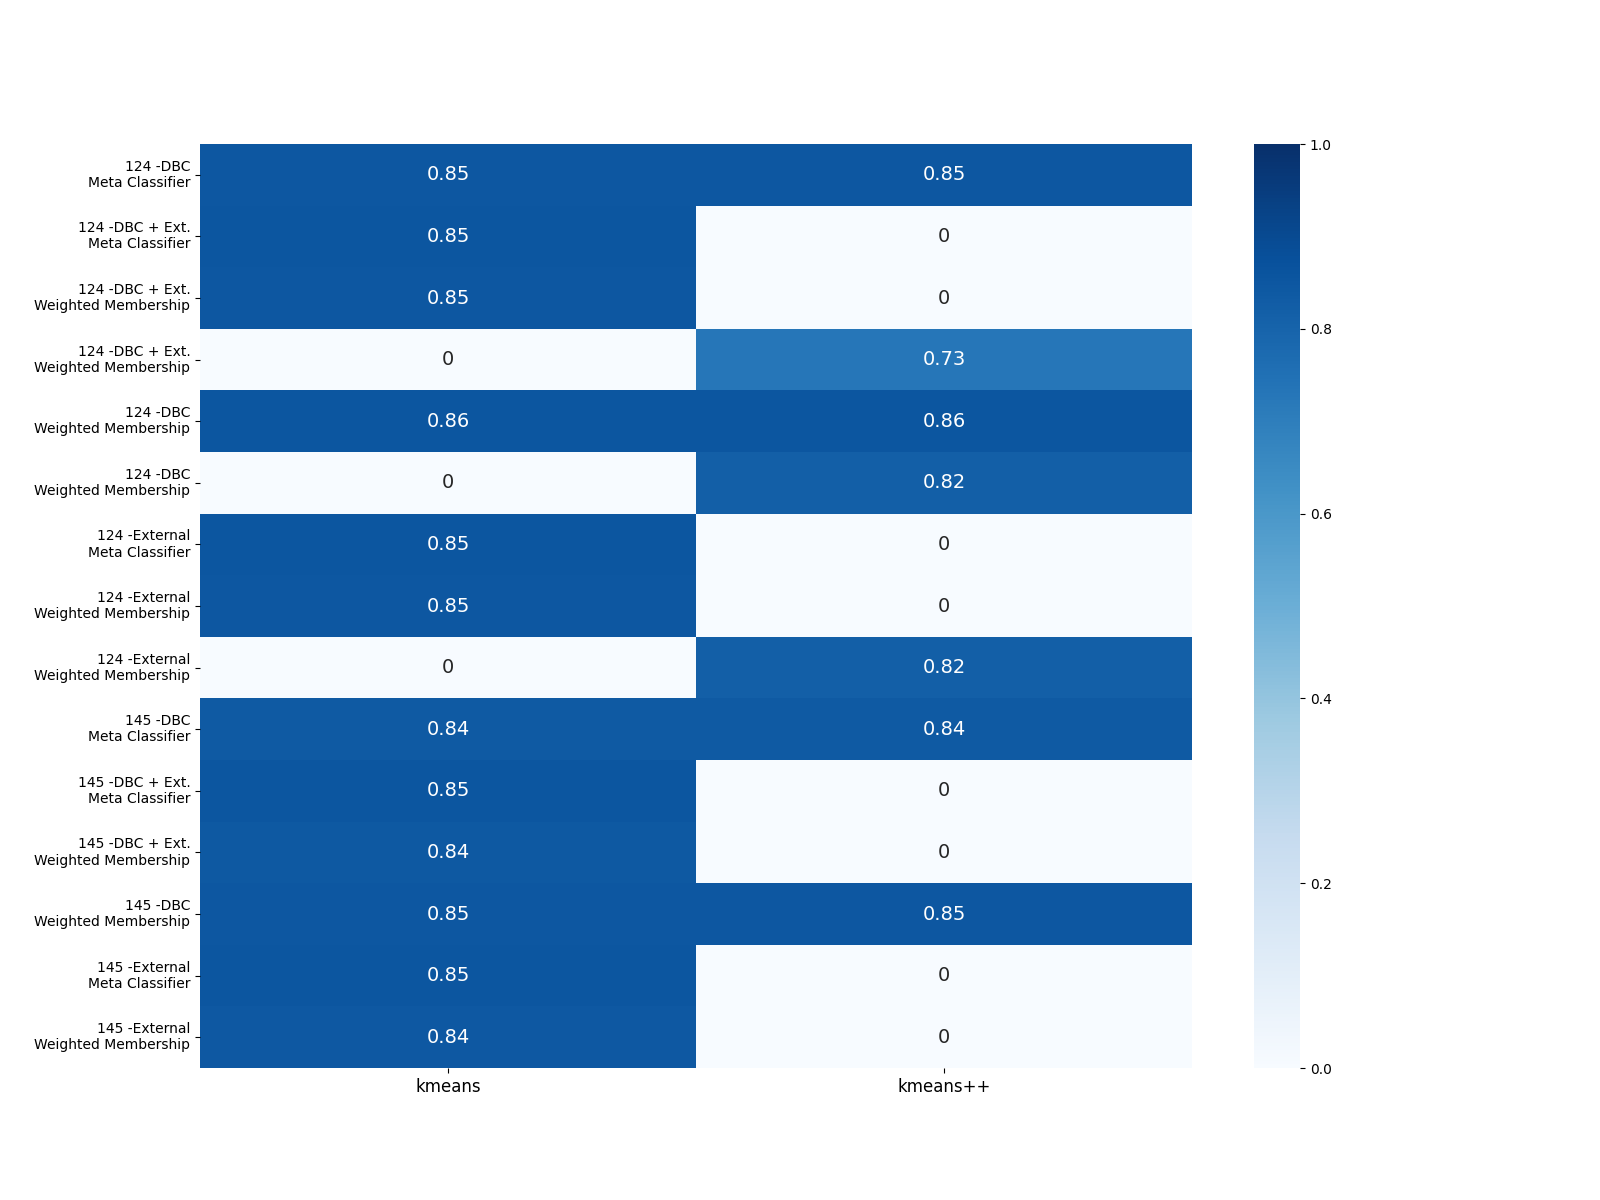 124 -DBC
Meta Classifier
0.85 0.85
124 -DBC + Ext.
Meta Classifier
0.85 0
124 -DBC + Ext.
Weighted Membership
0.85 0
124 -DBC + Ext.
Weighted Membership
0 0.73
124 -DBC
Weighted Membership
0.86 0.86
124 -DBC
Weighted Membership
0 0.82
124 -External
Meta Classifier
0.85 0
124 -External
Weighted Membership
0.85 0
124 -External
Weighted Membership
0 0.82
145 -DBC
Meta Classifier
0.84 0.84
145 -DBC + Ext.
Meta Classifier
0.85 0
145 -DBC + Ext.
Weighted Membership
0.84 0
145 -DBC
Weighted Membership
0.85 0.85
145 -External
Meta Classifier
0.85 0
145 -External
Weighted Membership
0.84 0
kmeans kmeans++
1.0
0.8
0.6
0.4
0.2
0.0